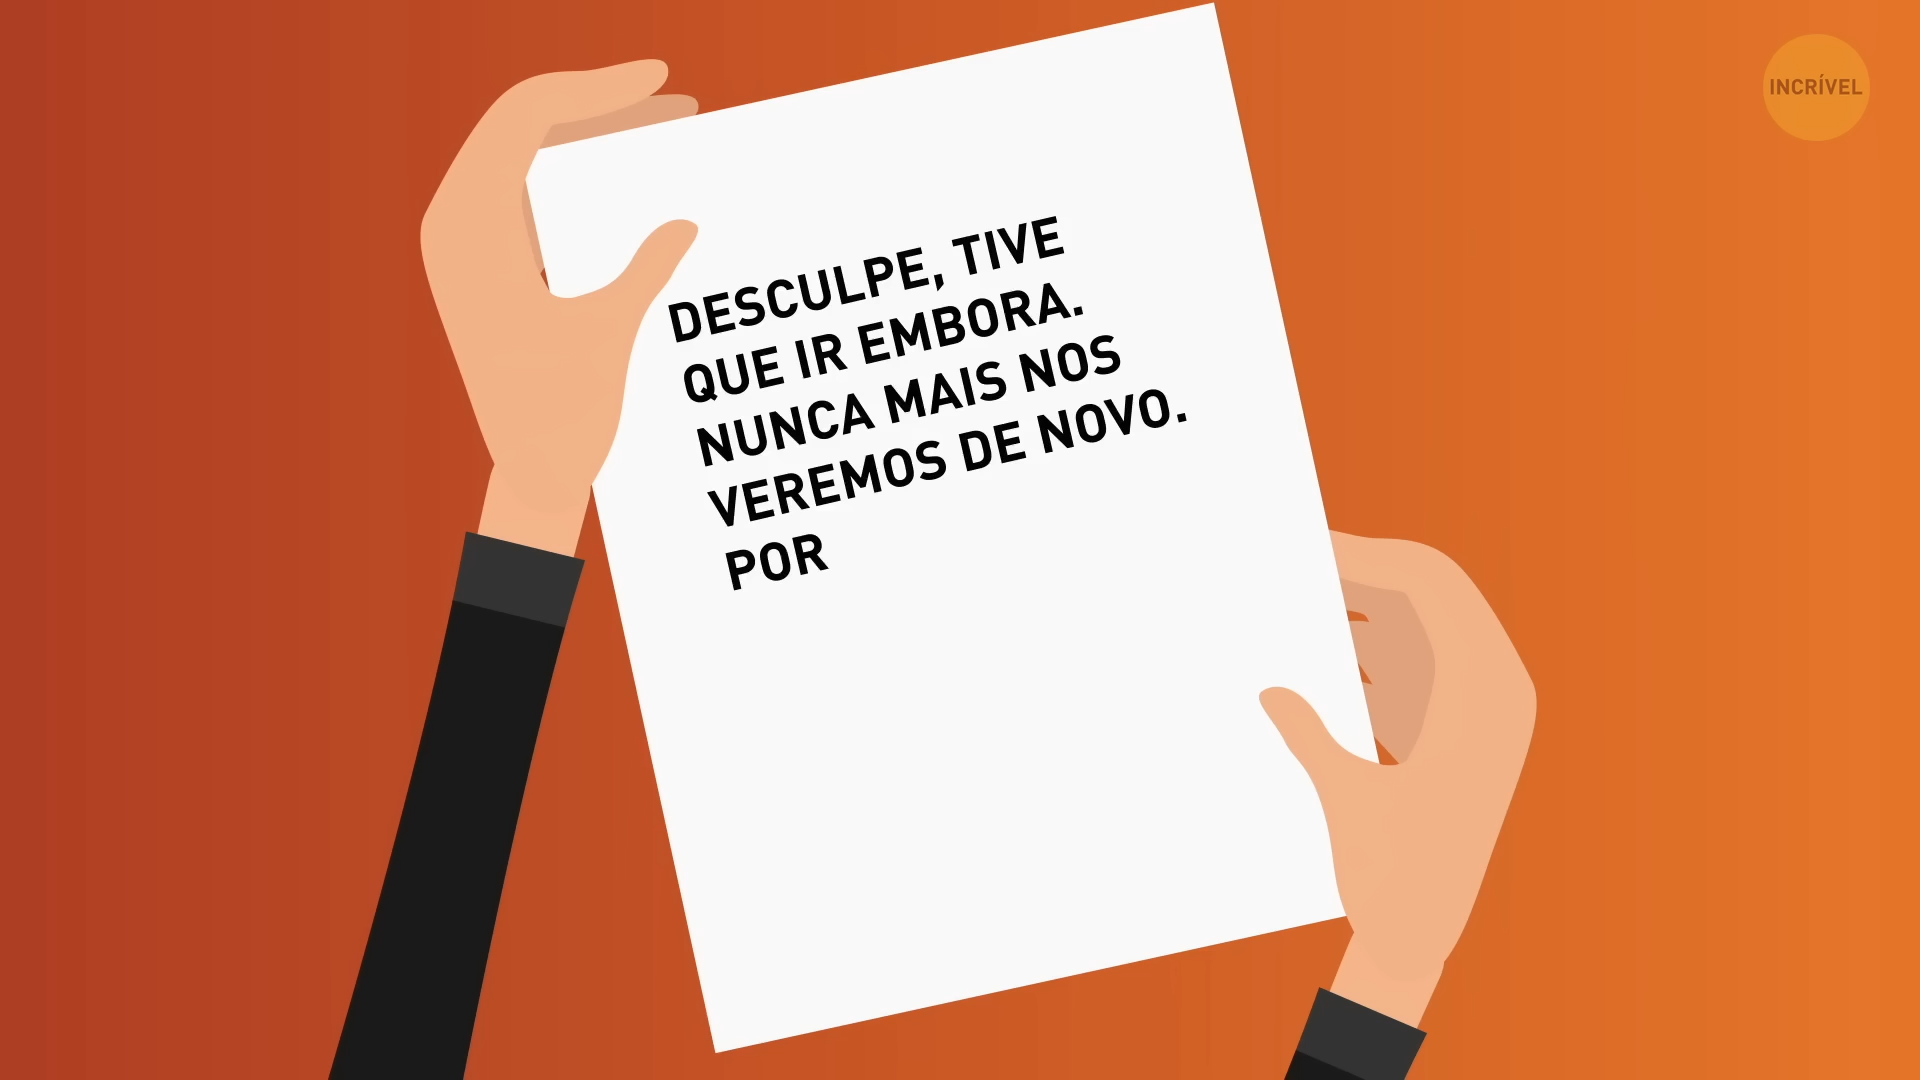 INCRÍVEL
DESCULPE, TIVE
QUE IR EMBORA.
NUNCA MAIS NOS
VEREMOS DE NOVO.
POR